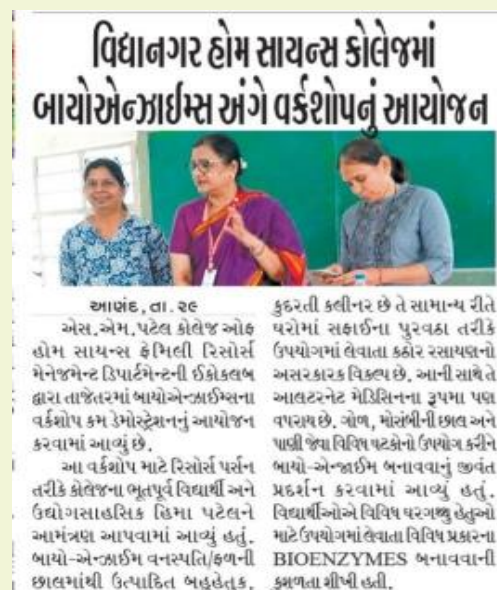 વિદ્યાનગર હોમ સાયન્સ કોલેજમાં
બાયોએન્ઝાઈમ્સ અંગે વર્કશોપનું આયોજન
આણંદ, તા. ૨૯
એસ.એમ.પટેલ કોલેજ ઓફ
હોમ સાયન્સ ફેમિલી રિસોર્સ
મેનેજમેન્ટ ડિપાર્ટમેન્ટની ઈકોકલબ
દ્વારા તાજેતરમાં બાયોએન્ઝાઈમ્સના
વર્કશોપ કમ ડેમોસ્ટ્રેશનનું આયોજન
કરવામાં આવ્યું છે.
આ વર્કશોપ માટે રિસોર્સ પર્સન
તરીકે કોલેજના ભૂતપૂર્વ વિદ્યાર્થી અને
ઉદ્યોગસાહસિક હિમા પટેલને
આમંત્રણ આપવામાં આવ્યું હતું.
બાયો-એન્ઝાઈમ વનસ્પતિ/ફળની
છાલમાંથી ઉત્પાદિત બહુહેતુક,
કુદરતી ક્લીનર છે તે સામાન્ય રીતે
ઘરોમાં સફાઈના પુરવઠા તરીકે
ઉપયોગમાં લેવાતા કઠોર રસાયણનો
અસરકારક વિકલ્પ છે. આની સાથે તે
આલટરનેટ મેડિસિનના રૂપમા પણ
વપરાય છે. ગોળ, મોસંબીની છાલ અને
પાણી જેવા વિવિધ ઘટકોનો ઉપયોગ કરીને
બાયો-એન્જાઈમ બનાવવાનું જીવંત
પ્રદર્શન કરવામાં આવ્યું હતું.
વિદ્યાર્થીઓએ વિવિધ ઘરગથ્થુ હેતુઓ
માટે ઉપયોગમાં લેવાતા વિવિધ પ્રકારના
BIOENZYMES બનાવવાની
કુશળતા શીખી હતી.